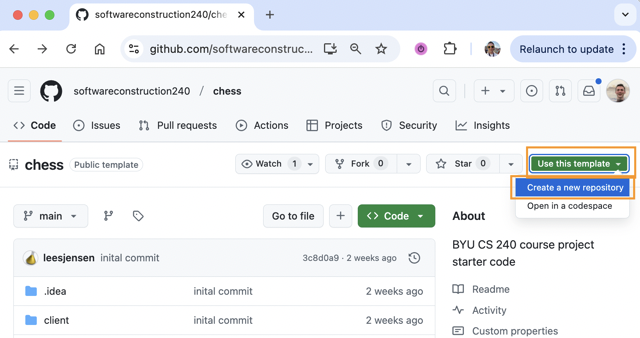 softwareconstruction240/che
github.com/softwareconstruc...
Relaunch to update
softwareconstruction240 / chess
Code
Issues
Pull requests
Actions
Projects
Security
Insights
chess
Public template
Watch 1
Fork 0
Star 0
Use this template
Create a new repository
Open in a codespace
main
Go to file
Code
About
leesjensen inital commit
3c8d0a9 · 2 weeks ago
BYU CS 240 course project
starter code
.idea inital commit 2 weeks ago
Readme
Activity
client inital commit 2 weeks ago
Custom properties